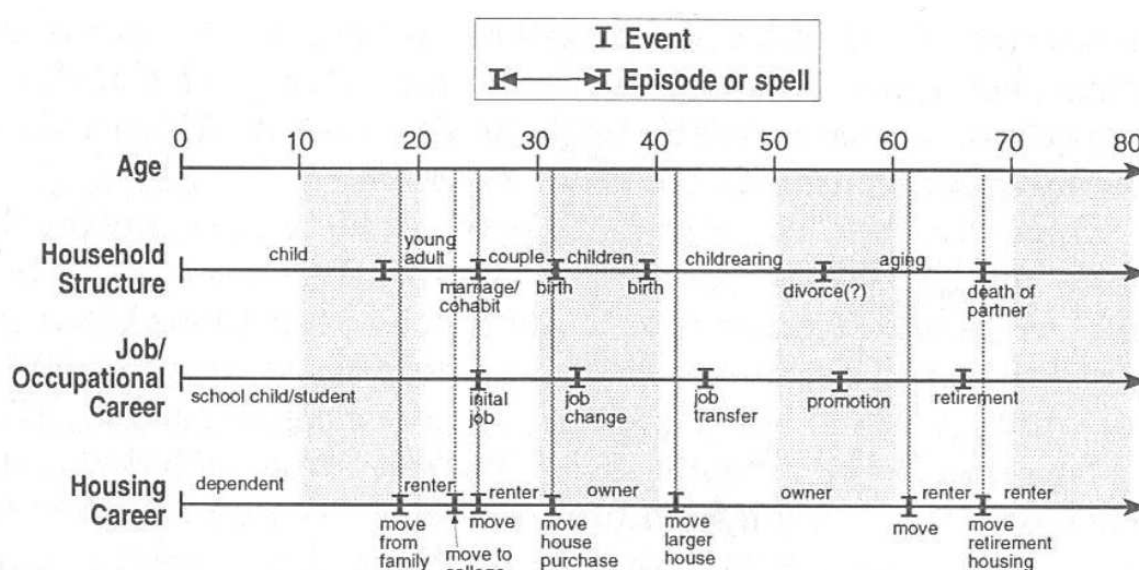 Event
Episode or spell
0 10 20 30 40 50 60 70 80
Age
Household
Structure
child
young
adult
couple
children
childrearing
aging
marriage/
cohabit
birth
birth
divorce(?)
death of
partner
Job/
Occupational
Career
school child/student
inital
job
job
change
job
transfer
promotion
retirement
Housing
Career
dependent
renter
renter
owner
owner
renter
renter
move
from
family
move to
move
move
house
purchase
move
larger
house
move
move
retirement
housing